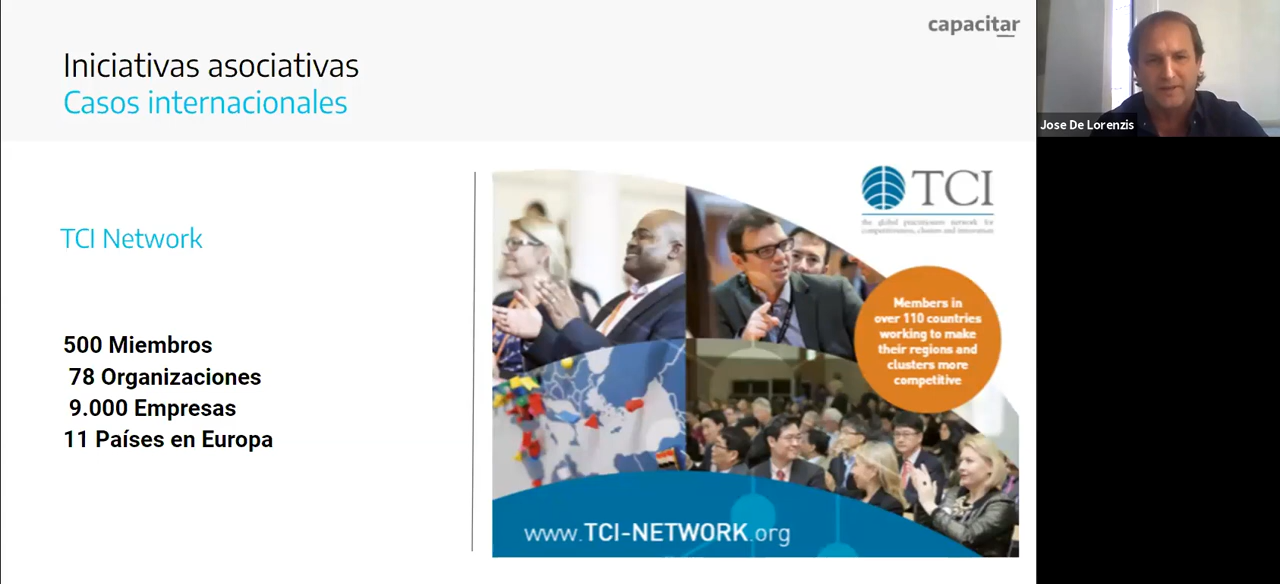 capacitar
Iniciativas asociativas
Casos internacionales
Jose De Lorenzis
TCI
the global practitioners network for
competitiveness, clusters and innovation
TCI Network
Members in
over 110 countries
working to make
their regions and
clusters more
competitive
500 Miembros
78 Organizaciones
9.000 Empresas
11 Países en Europa
www.TCI-NETWORK.org